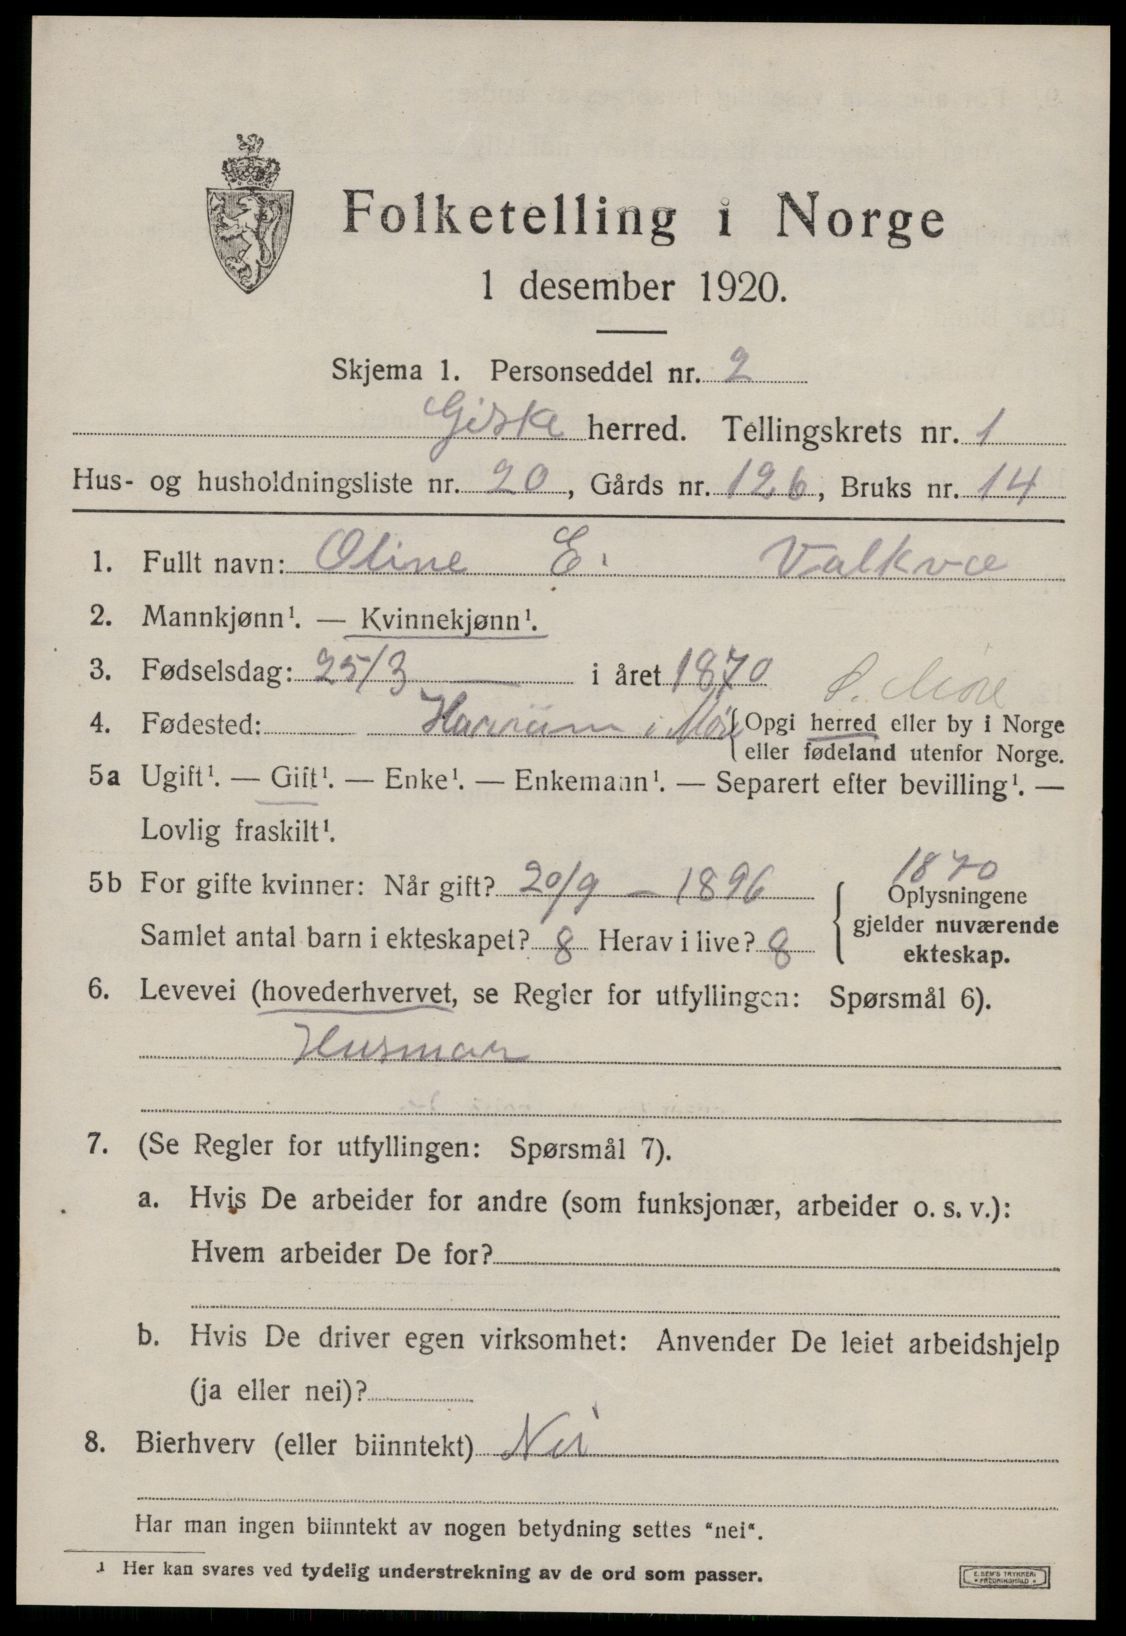 Folketelling i Norge
1 desember 1920.
Skjema 1. Personseddel nr. 2
Giske herred. Tellingskrets nr. 1
Hus- og husholdningsliste nr. 20, Gårds nr. 126, Bruks nr. 14
1. Fullt navn: Oline E. Valkvæ
2. Mannkjønn¹. — Kvinnekjønn¹.
3. Fødselsdag: 25/3 — i året 1870
S. Møre
4. Fødested: i Møre { Opgi herred eller by i Norge
eller fødeland utenfor Norge.
5a Ugift¹. — Gift¹. — Enke¹. — Enkemann¹. — Separert efter bevilling¹. —
Lovlig fraskilt¹.
1870
5b For gifte kvinner: Når gift? 20/9 — 1896 { Oplysningene
gjelder nuværende
Samlet antal barn i ekteskapet? 8 Herav i live? 8 ekteskap.
6. Levevei (hovederhvervet, se Regler for utfyllingen: Spørsmål 6).
Husmor
7. (Se Regler for utfyllingen: Spørsmål 7).
a. Hvis De arbeider for andre (som funksjonær, arbeider o. s. v.):
Hvem arbeider De for?
b. Hvis De driver egen virksomhet: Anvender De leiet arbeidshjelp
(ja eller nei)?
8. Bierhverv (eller biinntekt) Nei
Har man ingen biinntekt av nogen betydning settes "nei".
¹ Her kan svares ved tydelig understrekning av de ord som passer.
E. SEM'S TRYKKERI
FREDRIKSHALD